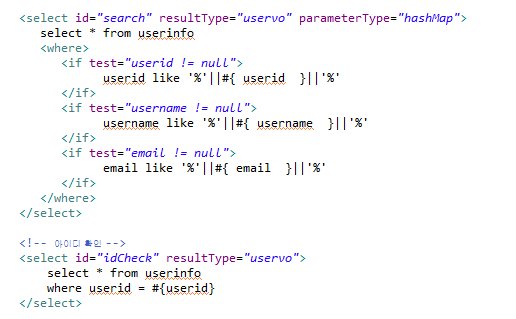 <select id="search" resultType="uservo" parameterType="hashMap">
select * from userinfo
<where>
<if test="userid != null">
userid like '%'||#{ userid  }||'%'
</if>
<if test="username != null">
username like '%'||#{ username  }||'%'
</if>
<if test="email != null">
email like '%'||#{ email  }||'%'
</if>
</where>
</select>
<!-- 아이디 확인 -->
<select id="idCheck" resultType="uservo">
select * from userinfo
where userid = #{userid}
</select>